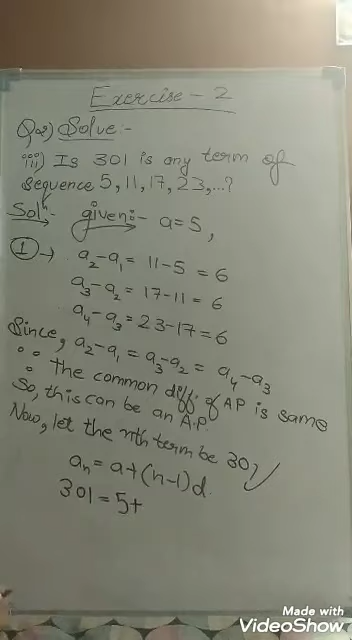 Exercise - 2
Q2) Solve:-
iii) Is 301 is any term of
sequence 5, 11, 17, 23,...?
Solⁿ:- given:- a=5,
① → a₂-a₁ = 11-5 = 6
a₃-a₂ = 17-11 = 6
a₄-a₃ = 23-17 = 6
Since, a₂-a₁ = a₃-a₂ = a₄-a₃
∴ the common diff. of AP is same
So, this can be an A.P.
Now, let the nth term be 301
aₙ = a+(n-1)d.
301 = 5+
Made with
VideoShow